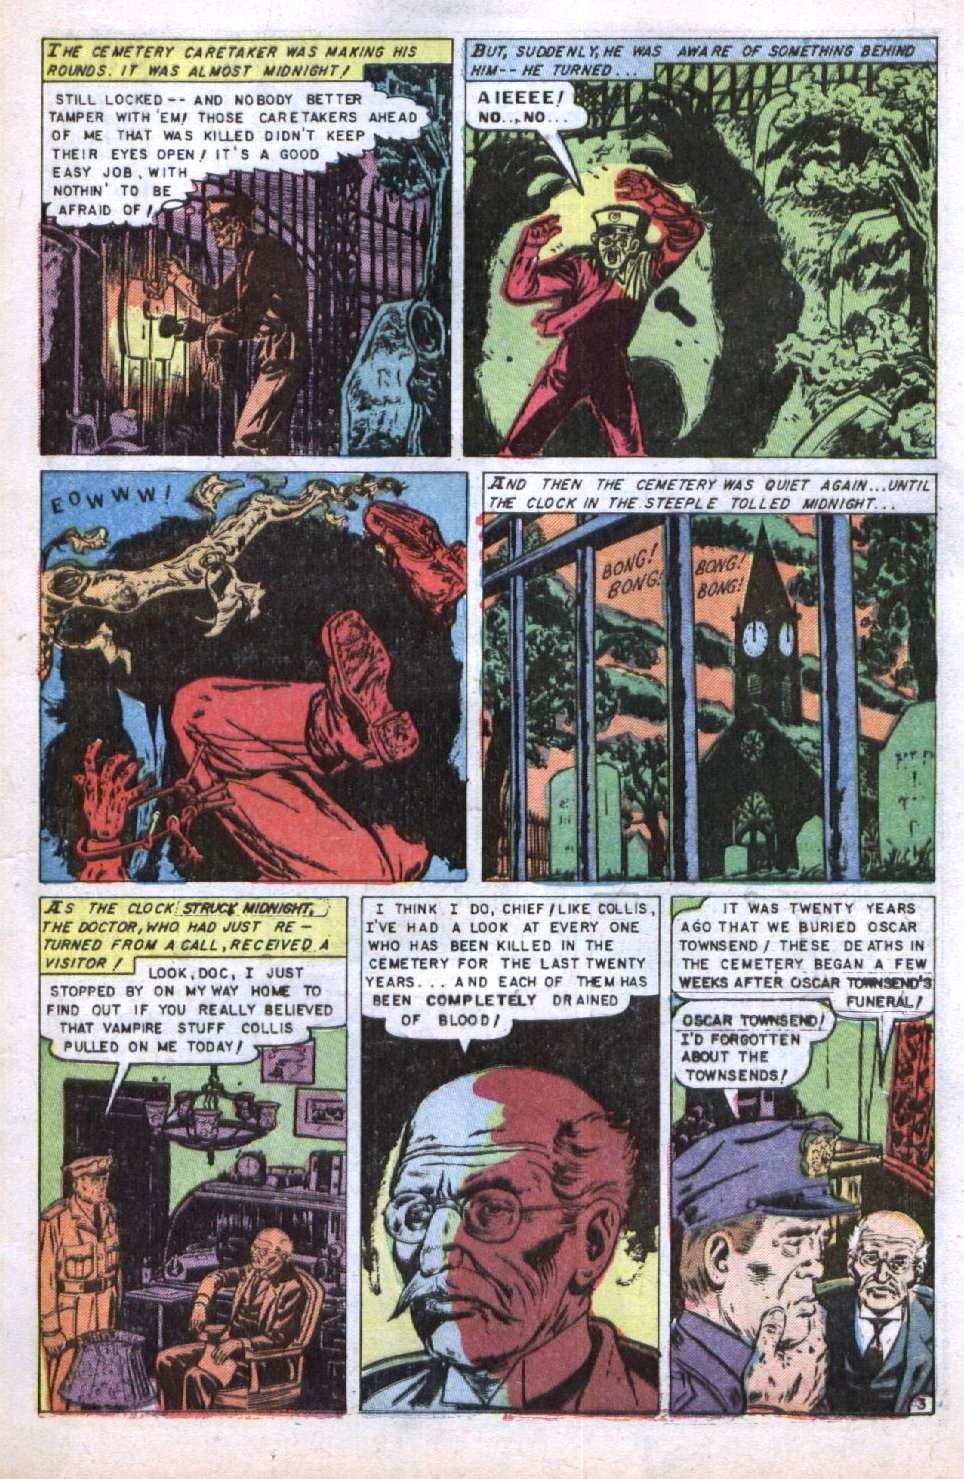 THE CEMETERY CARETAKER WAS MAKING HIS
ROUNDS. IT WAS ALMOST MIDNIGHT!
STILL LOCKED-- AND NOBODY BETTER
TAMPER WITH 'EM! THOSE CARETAKERS AHEAD
OF ME THAT WAS KILLED DIDN'T KEEP
THEIR EYES OPEN! IT'S A GOOD
EASY JOB, WITH
NOTHIN' TO BE
AFRAID OF!
BUT, SUDDENLY, HE WAS AWARE OF SOMETHING BEHIND
HIM-- HE TURNED...
AIEEEE!
NO.., NO...
EOWWW!
AND THEN THE CEMETERY WAS QUIET AGAIN...UNTIL
THE CLOCK IN THE STEEPLE TOLLED MIDNIGHT...
BONG!
BONG!
BONG!
BONG!
AS THE CLOCK STRUCK MIDNIGHT,
THE DOCTOR, WHO HAD JUST RE-
TURNED FROM A CALL, RECEIVED A
VISITOR!
LOOK, DOC, I JUST
STOPPED BY ON MY WAY HOME TO
FIND OUT IF YOU REALLY BELIEVED
THAT VAMPIRE STUFF COLLIS
PULLED ON ME TODAY!
I THINK I DO, CHIEF! LIKE COLLIS,
I'VE HAD A LOOK AT EVERY ONE
WHO HAS BEEN KILLED IN THE
CEMETERY FOR THE LAST TWENTY
YEARS... AND EACH OF THEM HAS
BEEN COMPLETELY DRAINED
OF BLOOD!
IT WAS TWENTY YEARS
AGO THAT WE BURIED OSCAR
TOWNSEND! THESE DEATHS IN
THE CEMETERY BEGAN A FEW
WEEKS AFTER OSCAR TOWNSEND'S
FUNERAL!
OSCAR TOWNSEND!
I'D FORGOTTEN
ABOUT THE
TOWNSENDS!
3